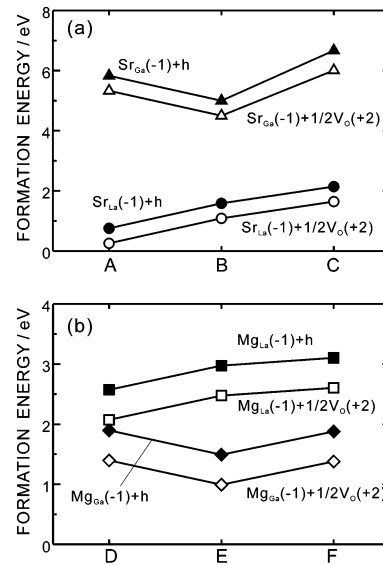 (a)
FORMATION ENERGY / eV
8
6
4
2
0
Sr_Ga(-1)+h
Sr_Ga(-1)+1/2V_O(+2)
Sr_La(-1)+h
Sr_La(-1)+1/2V_O(+2)
A B C
(b)
FORMATION ENERGY / eV
4
3
2
1
0
Mg_La(-1)+h
Mg_La(-1)+1/2V_O(+2)
Mg_Ga(-1)+h
Mg_Ga(-1)+1/2V_O(+2)
D E F